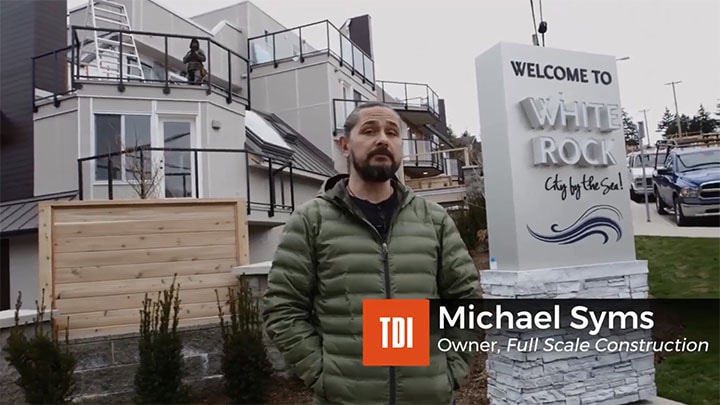 WELCOME TO
WHITE
ROCK
City by the Sea!
TDI
Michael Syms
Owner, Full Scale Construction